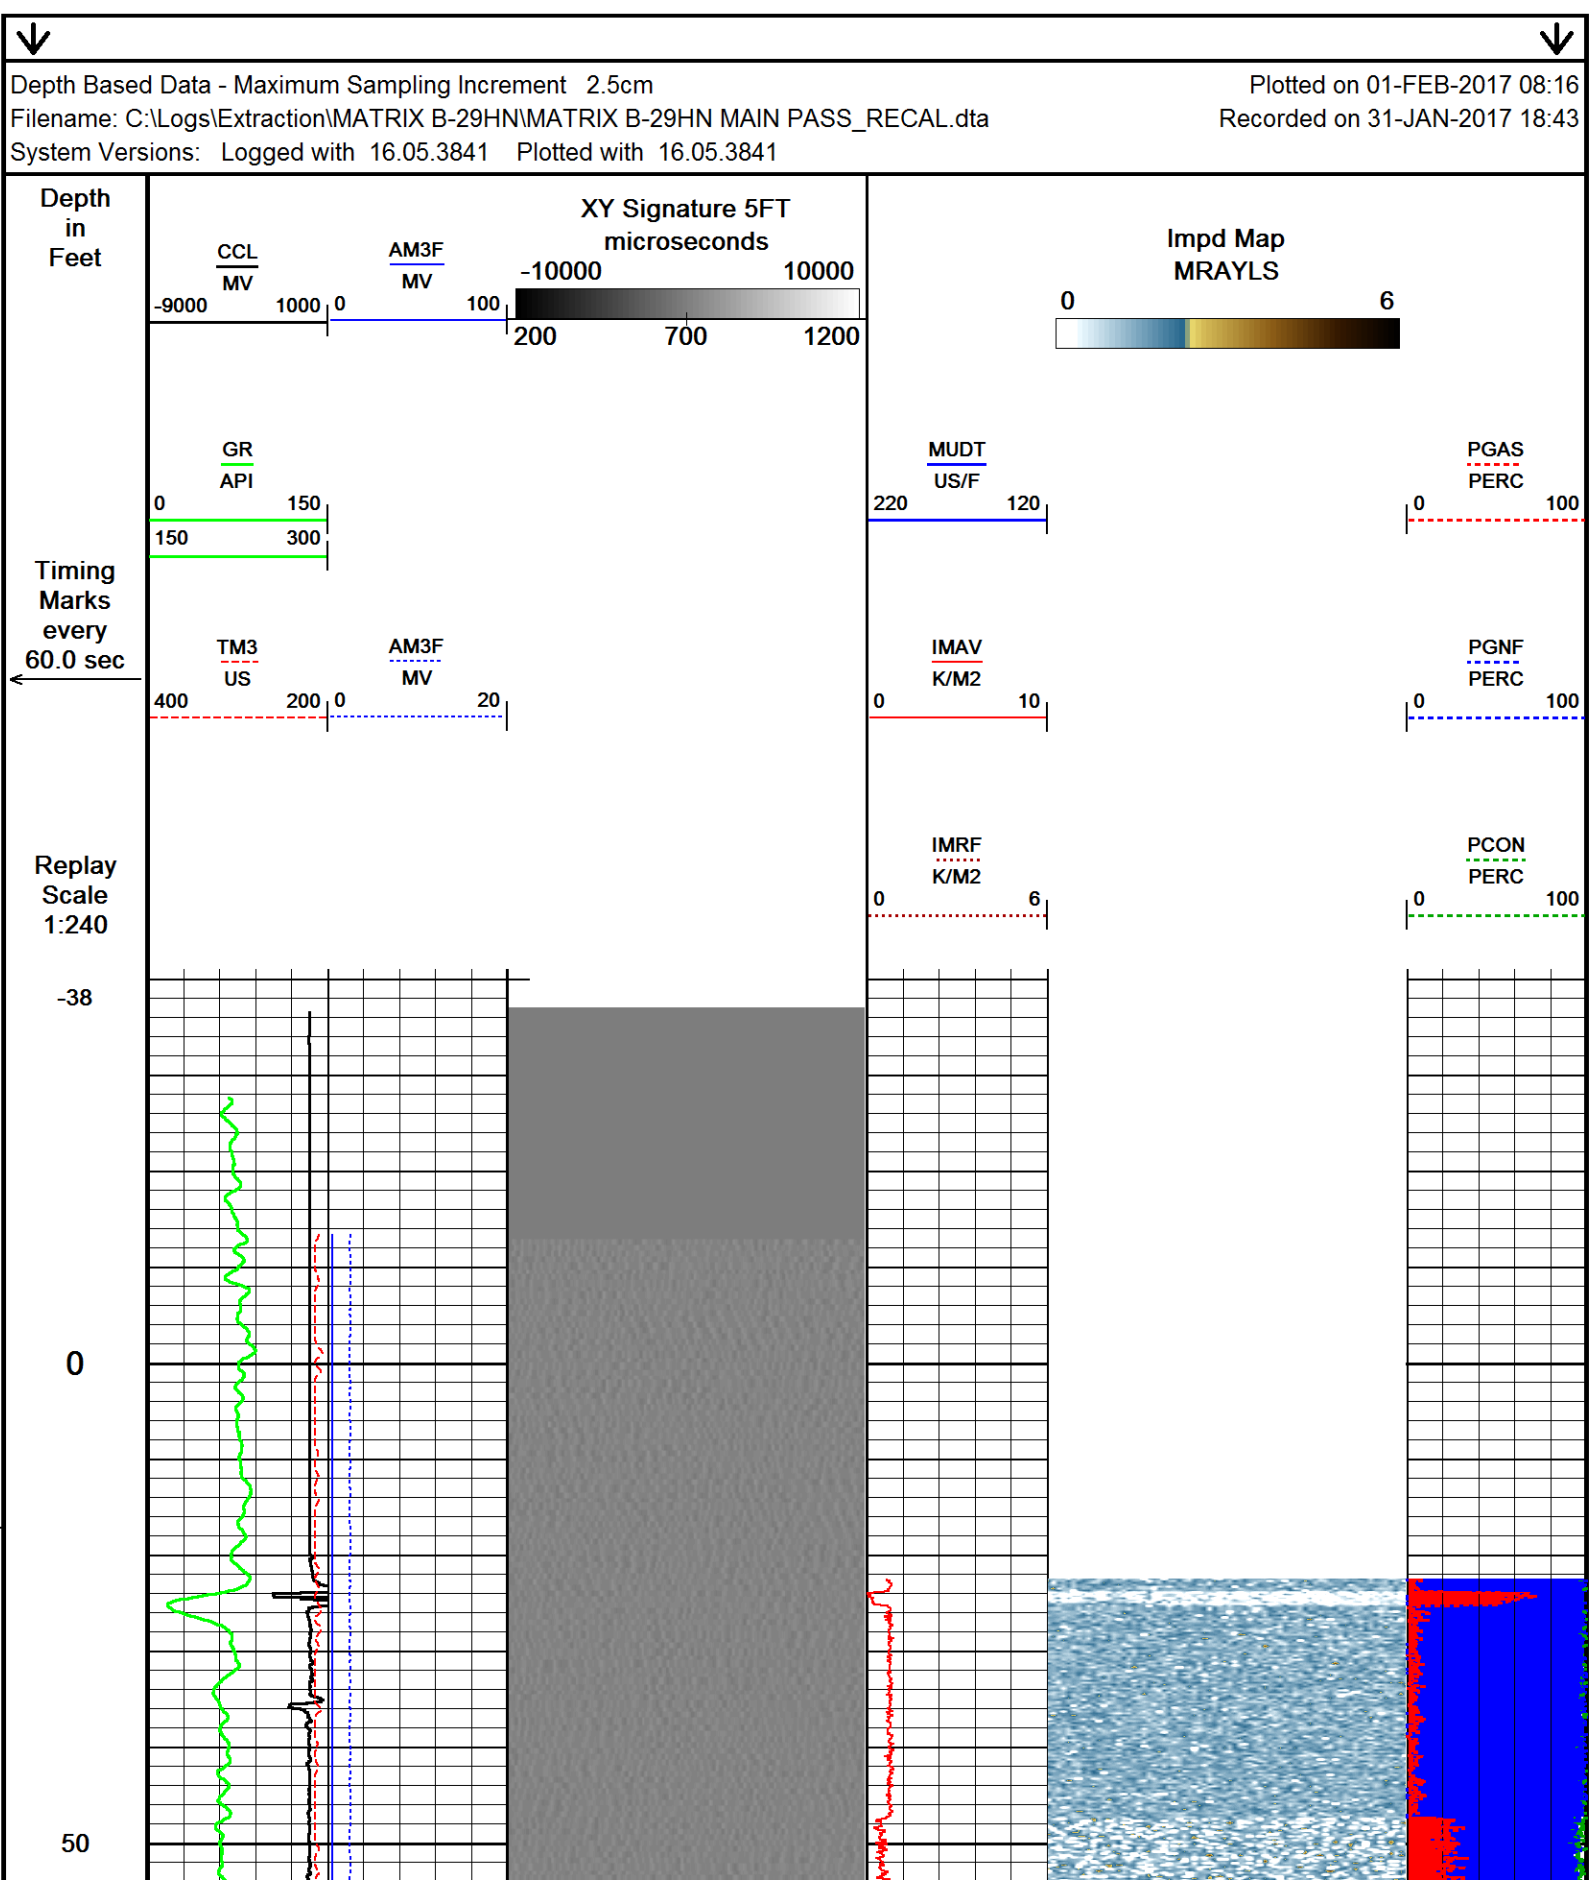 Depth Based Data - Maximum Sampling Increment 2.5cm
Plotted on 01-FEB-2017 08:16
Filename: C:\Logs\Extraction\MATRIX B-29HN\MATRIX B-29HN MAIN PASS_RECAL.dta
Recorded on 31-JAN-2017 18:43
System Versions: Logged with 16.05.3841 Plotted with 16.05.3841
Depth
in
Feet
CCL
MV
-9000 1000
AM3F
MV
0 100
XY Signature 5FT
microseconds
-10000 10000
200 700 1200
Impd Map
MRAYLS
0 6
GR
API
0 150
150 300
MUDT
US/F
220 120
PGAS
PERC
0 100
Timing
Marks
every
60.0 sec
TM3
US
400 200
AM3F
MV
0 20
IMAV
K/M2
0 10
PGNF
PERC
0 100
Replay
Scale
1:240
IMRF
K/M2
0 6
PCON
PERC
0 100
-38
0
50